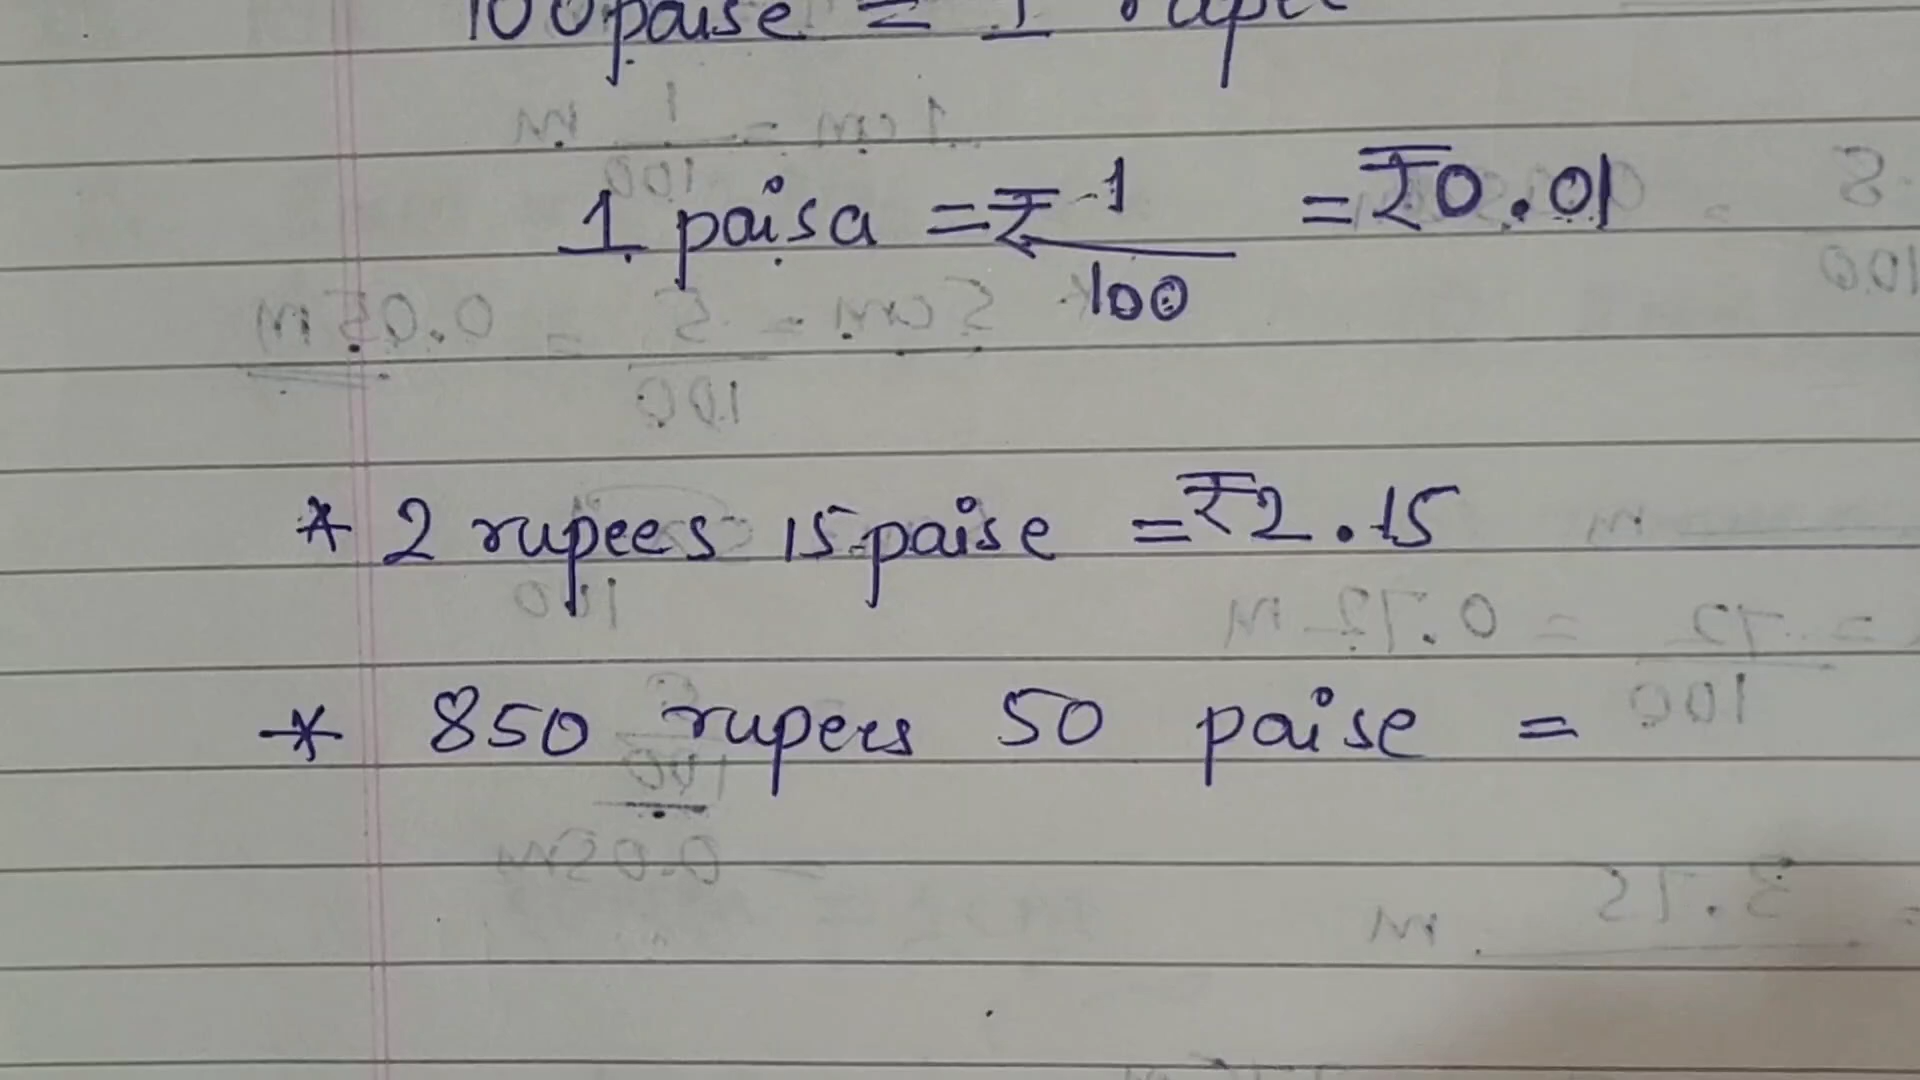 100 paise = 1 rupee
1 paisa = ₹ 1/100 = ₹0.01
* 2 rupees 15 paise = ₹2.15
* 850 rupees 50 paise =